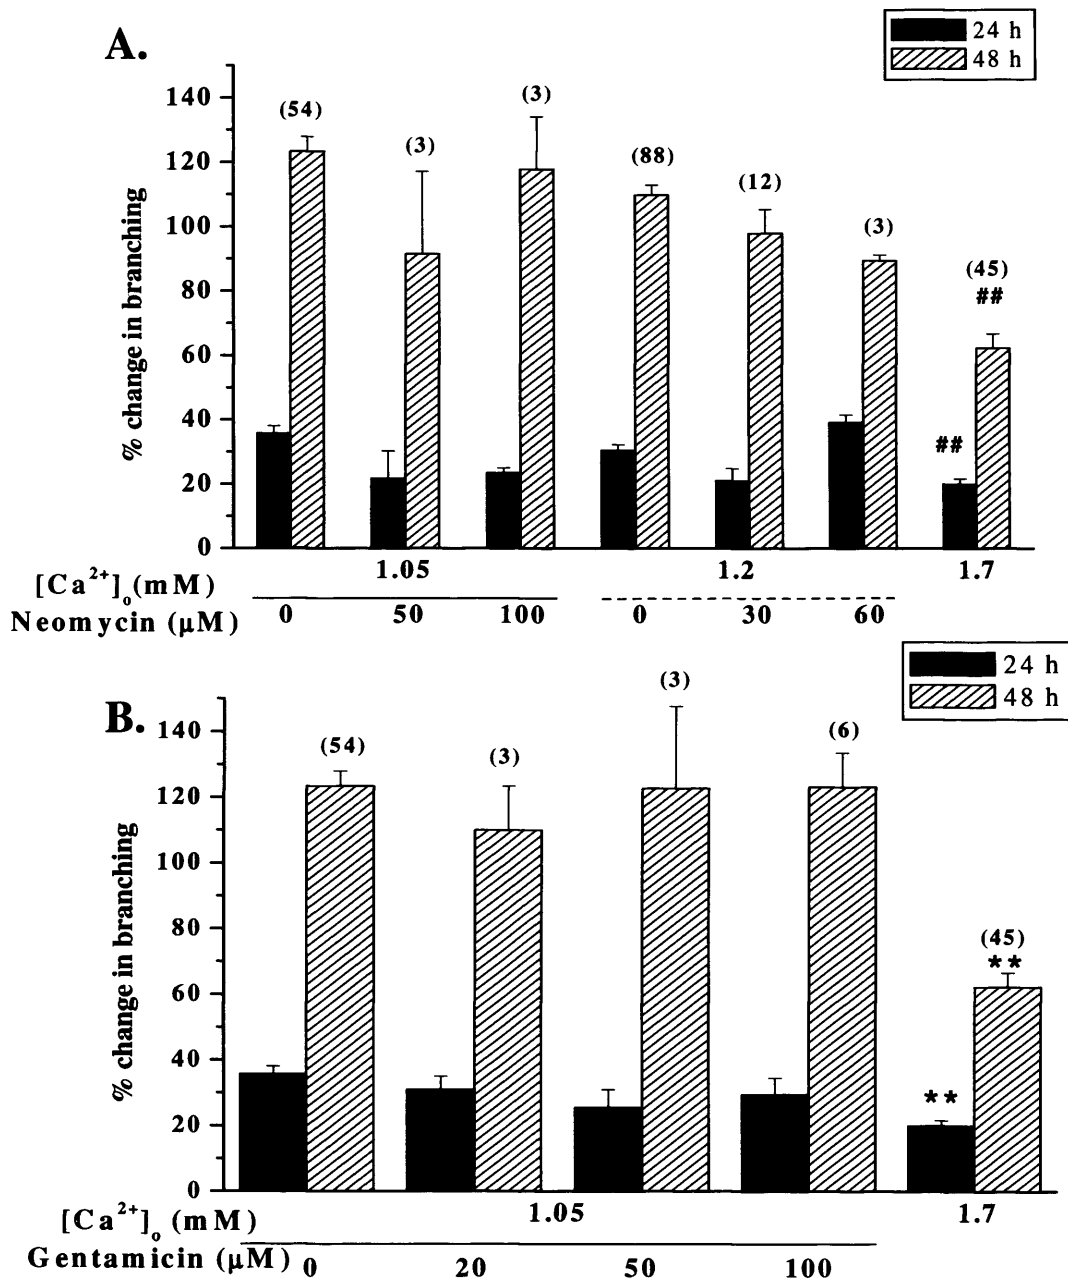 A.
24 h
48 h
% change in branching
140
120
100
80
60
40
20
0
(54)
(3)
(3)
(88)
(12)
(3)
(45)
##
##
[Ca²⁺]ₒ(mM) 1.05 1.2 1.7
Neomycin (μM) 0 50 100 0 30 60
B.
24 h
48 h
% change in branching
140
120
100
80
60
40
20
0
(54)
(3)
(3)
(6)
(45)
**
**
[Ca²⁺]ₒ (mM) 1.05 1.7
Gentamicin (μM) 0 20 50 100